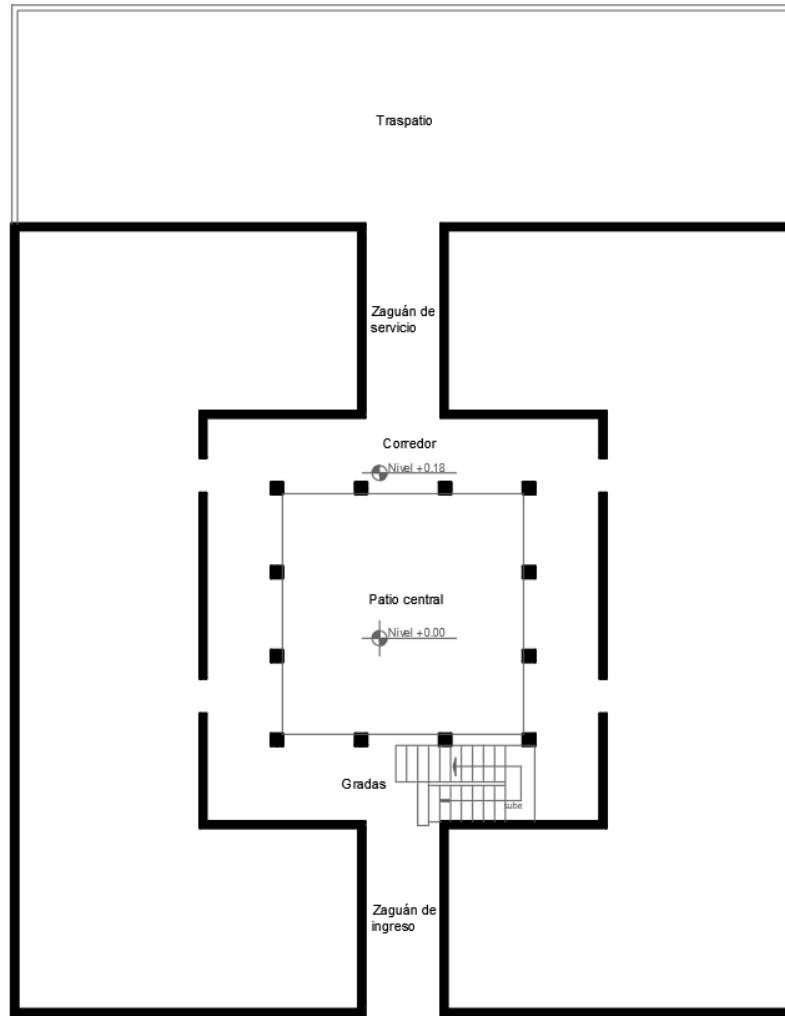 Traspatio
Zaguán de
servicio
Corredor
Nivel +0.18
Patio central
Nivel +0.00
Gradas
sube
Zaguán de
ingreso